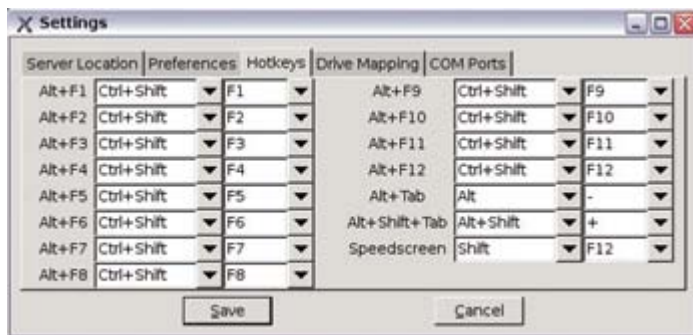 Settings
Server Location Preferences Hotkeys Drive Mapping COM Ports
Alt+F1 Ctrl+Shift F1 Alt+F9 Ctrl+Shift F9
Alt+F2 Ctrl+Shift F2 Alt+F10 Ctrl+Shift F10
Alt+F3 Ctrl+Shift F3 Alt+F11 Ctrl+Shift F11
Alt+F4 Ctrl+Shift F4 Alt+F12 Ctrl+Shift F12
Alt+F5 Ctrl+Shift F5 Alt+Tab Alt -
Alt+F6 Ctrl+Shift F6 Alt+Shift+Tab Alt+Shift +
Alt+F7 Ctrl+Shift F7 Speedscreen Shift F12
Alt+F8 Ctrl+Shift F8
Save Cancel